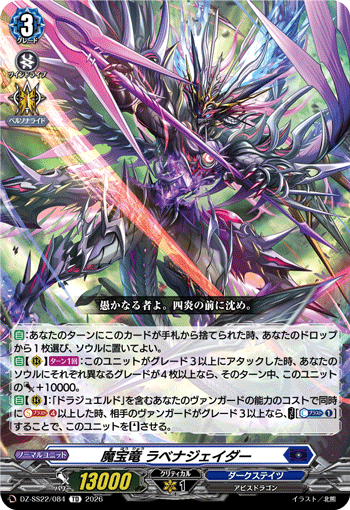 3
グレード
ツインドライブ
ペルソナライド
愚かなる者よ。四炎の前に沈め。
自:あなたのターンにこのカードが手札から捨てられた時、あなたのドロップから1枚選び、ソウルに置いてよい。
自【R】ターン1回:このユニットがグレード3以上にアタックした時、あなたのソウルにそれぞれ異なるグレードが4枚以上なら、そのターン中、このユニットの+10000。
自【R】:「ドラジュエルド」を含むあなたのヴァンガードの能力のコストで同時に4以上した時、相手のヴァンガードがグレード3以上なら、【1】することで、このユニットを【スタンド】させる。
ノーマルユニット
魔宝竜 ラベナジェイダー
パワー
13000
クリティカル
1
ダークステイツ
アビスドラゴン
DZ-SS22/084 TD 2026
イラスト/北熊